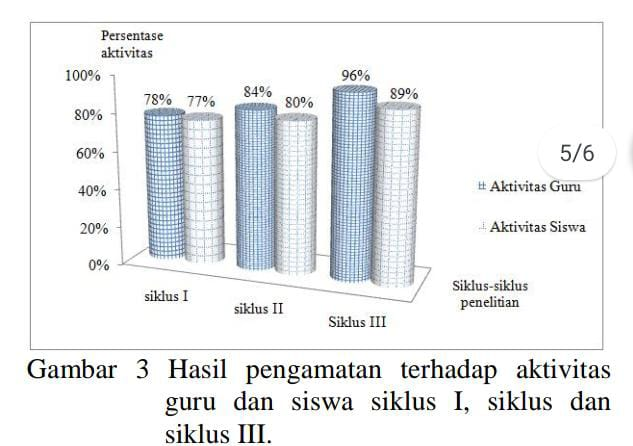 Persentase
aktivitas
100%
80%
60%
40%
20%
0%
78% 77%
84% 80%
96% 89%
siklus I
siklus II
Siklus III
5/6
Aktivitas Guru
Aktivitas Siswa
Siklus-siklus
penelitian
Gambar 3 Hasil pengamatan terhadap aktivitas
guru dan siswa siklus I, siklus dan
siklus III.